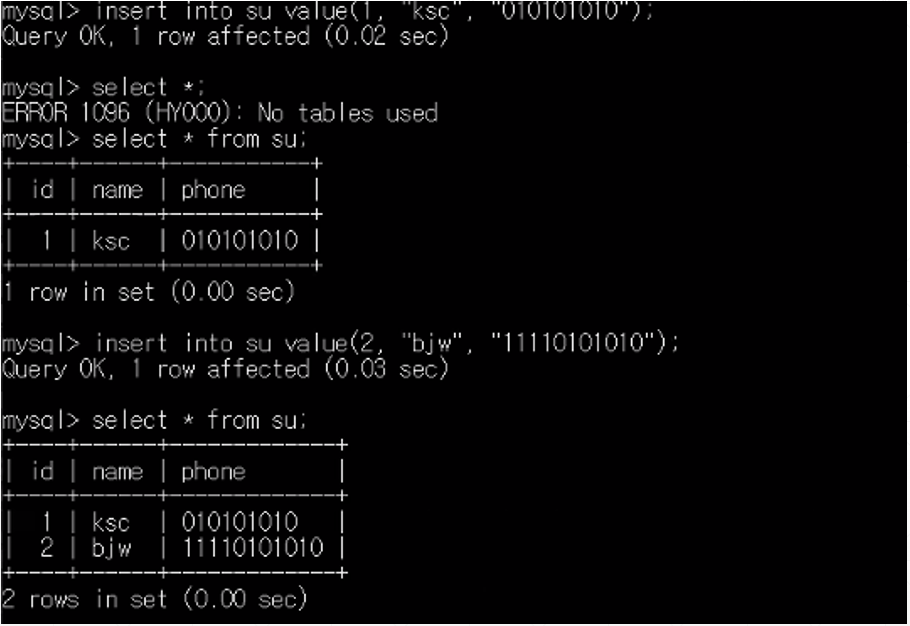 mysql> insert into su value(1, "ksc", "010101010");
Query OK, 1 row affected (0.02 sec)
mysql> select *;
ERROR 1096 (HY000): No tables used
mysql> select * from su;
+----+------+-----------+
| id | name | phone     |
+----+------+-----------+
|  1 | ksc  | 010101010 |
+----+------+-----------+
1 row in set (0.00 sec)
mysql> insert into su value(2, "bjw", "11110101010");
Query OK, 1 row affected (0.03 sec)
mysql> select * from su;
+----+------+-------------+
| id | name | phone       |
+----+------+-------------+
|  1 | ksc  | 010101010   |
|  2 | bjw  | 11110101010 |
+----+------+-------------+
2 rows in set (0.00 sec)